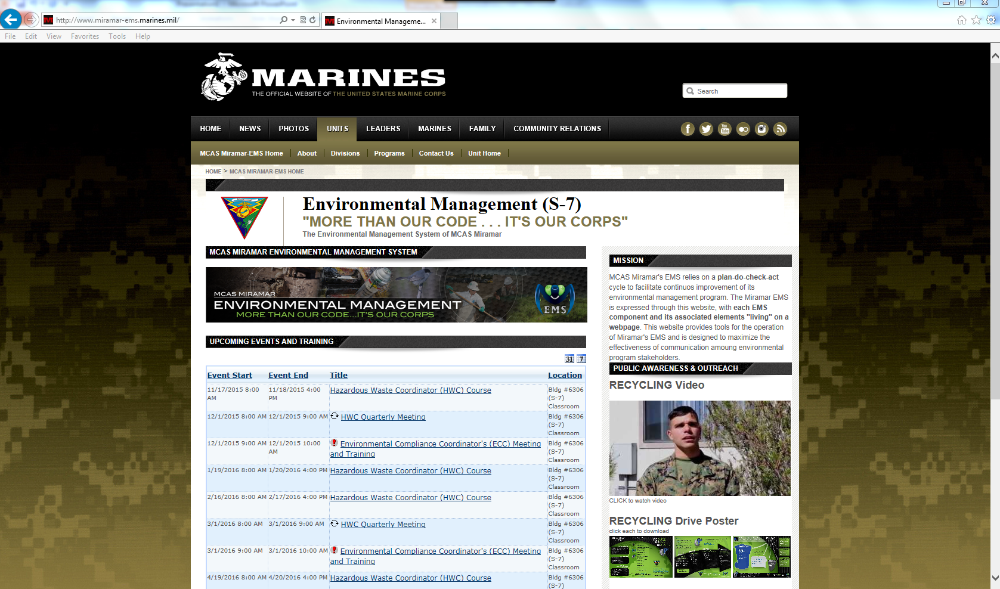 http://www.miramar-ems.marines.mil/
Environmental Manageme...
File Edit View Favorites Tools Help
MARINES
THE OFFICIAL WEBSITE OF THE UNITED STATES MARINE CORPS
Search
HOME NEWS PHOTOS UNITS LEADERS MARINES FAMILY COMMUNITY RELATIONS
MCAS Miramar-EMS Home About Divisions Programs Contact Us Unit Home
HOME > MCAS MIRAMAR-EMS HOME
Environmental Management (S-7)
"MORE THAN OUR CODE . . . IT'S OUR CORPS"
The Environmental Management System of MCAS Miramar
MCAS MIRAMAR ENVIRONMENTAL MANAGEMENT SYSTEM
MCAS MIRAMAR
ENVIRONMENTAL MANAGEMENT
MORE THAN OUR CODE...IT'S OUR CORPS
EMS
UPCOMING EVENTS AND TRAINING
31 7
Event Start Event End Title Location
11/17/2015 8:00 AM 11/18/2015 4:00 PM Hazardous Waste Coordinator (HWC) Course Bldg #6306 (S-7) Classroom
12/1/2015 8:00 AM 12/1/2015 9:00 AM HWC Quarterly Meeting Bldg #6306 (S-7) Classroom
12/1/2015 9:00 AM 12/1/2015 10:00 AM Environmental Compliance Coordinator's (ECC) Meeting and Training Bldg #6306 (S-7) Classroom
1/19/2016 8:00 AM 1/20/2016 4:00 PM Hazardous Waste Coordinator (HWC) Course Bldg #6306 (S-7) Classroom
2/16/2016 8:00 AM 2/17/2016 4:00 PM Hazardous Waste Coordinator (HWC) Course Bldg #6306 (S-7) Classroom
3/1/2016 8:00 AM 3/1/2016 9:00 AM HWC Quarterly Meeting Bldg #6306 (S-7) Classroom
3/1/2016 9:00 AM 3/1/2016 10:00 AM Environmental Compliance Coordinator's (ECC) Meeting and Training Bldg #6306 (S-7) Classroom
4/19/2016 8:00 AM 4/20/2016 4:00 PM Hazardous Waste Coordinator (HWC) Course Bldg #6306 (S-7)
MISSION
MCAS Miramar's EMS relies on a plan-do-check-act
cycle to facilitate continuos improvement of its
environmental management program. The Miramar EMS
is expressed through this website, with each EMS
component and its associated elements "living" on a
webpage. This website provides tools for the operation
of Miramar's EMS and is designed to maximize the
effectiveness of communication amoung environmental
program stakeholders.
PUBLIC AWARENESS & OUTREACH
RECYCLING Video
CLICK to watch video
RECYCLING Drive Poster
click each to download